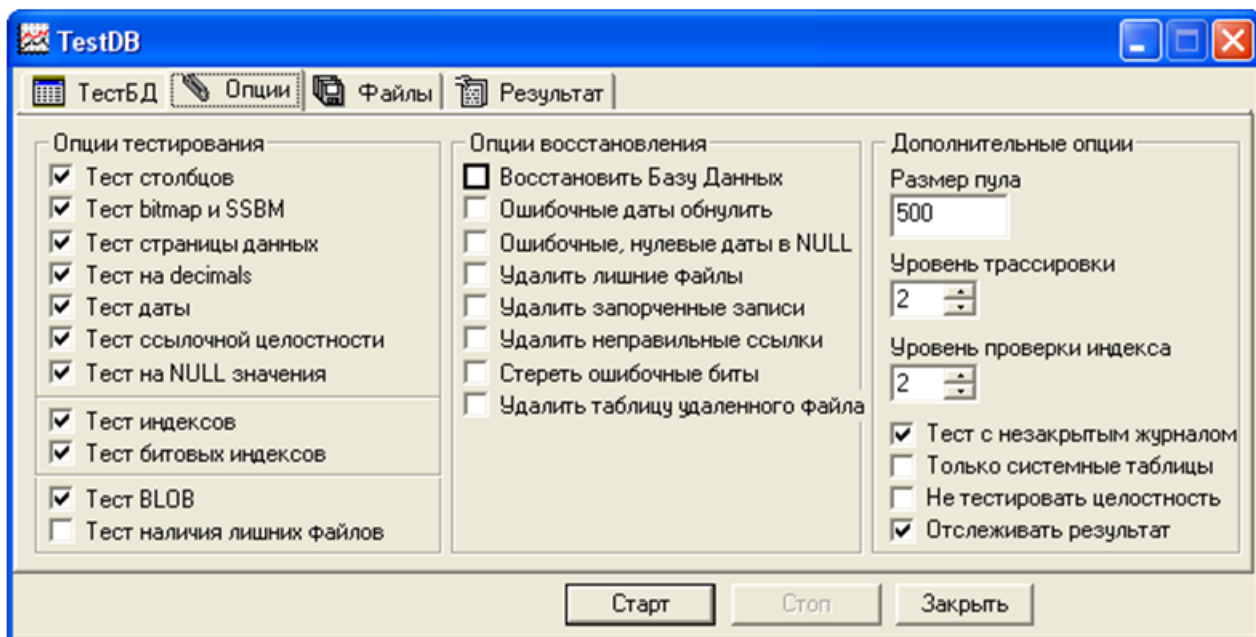 TestDB
ТестБД Опции Файлы Результат
Опции тестирования
Тест столбцов
Тест bitmap и SSBM
Тест страницы данных
Тест на decimals
Тест даты
Тест ссылочной целостности
Тест на NULL значения
Тест индексов
Тест битовых индексов
Тест BLOB
Тест наличия лишних файлов
Опции восстановления
Восстановить Базу Данных
Ошибочные даты обнулить
Ошибочные, нулевые даты в NULL
Удалить лишние файлы
Удалить запорченные записи
Удалить неправильные ссылки
Стереть ошибочные биты
Удалить таблицу удаленного файла
Дополнительные опции
Размер пула
500
Уровень трассировки
2
Уровень проверки индекса
2
Тест с незакрытым журналом
Только системные таблицы
Не тестировать целостность
Отслеживать результат
Старт Стоп Закрыть